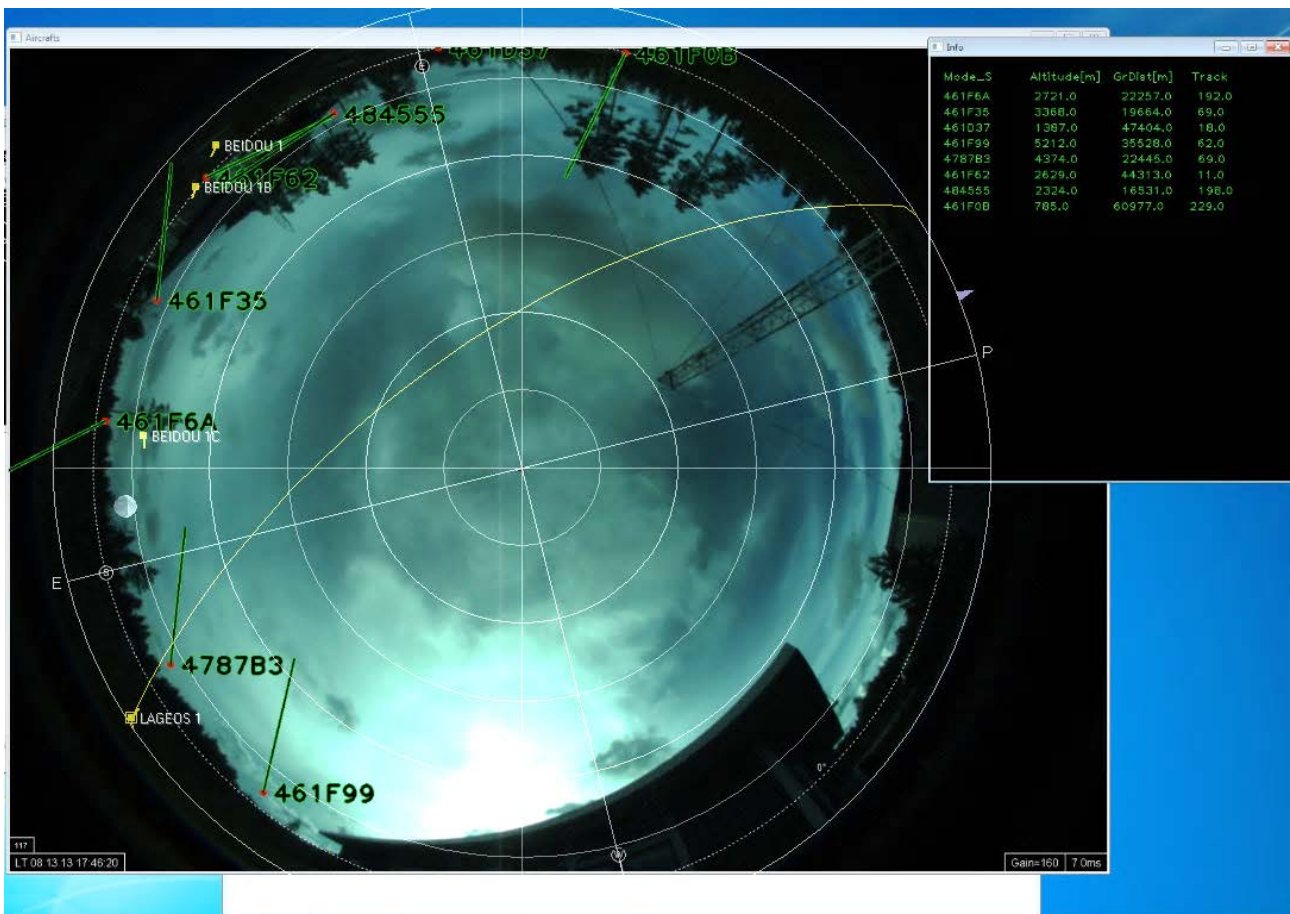 Aircrafts
Info
461D37
461F0B
E
484555
BEIDOU 1
461F62
BEIDOU 1B
461F35
461F6A
BEIDOU 1C
P
S
E
4787B3
LAGEOS 1
461F99
0°
W
117
LT 08.13.13 17:46:20
Gain=160 7.0ms
Mode_S Altitude[m] GrDist[m] Track
461F6A 2721.0 22257.0 192.0
461F35 3368.0 19664.0 69.0
461D37 1387.0 47404.0 18.0
461F99 5212.0 35528.0 62.0
4787B3 4374.0 22445.0 69.0
461F62 2629.0 44313.0 11.0
484555 2324.0 16531.0 198.0
461F0B 785.0 60977.0 229.0